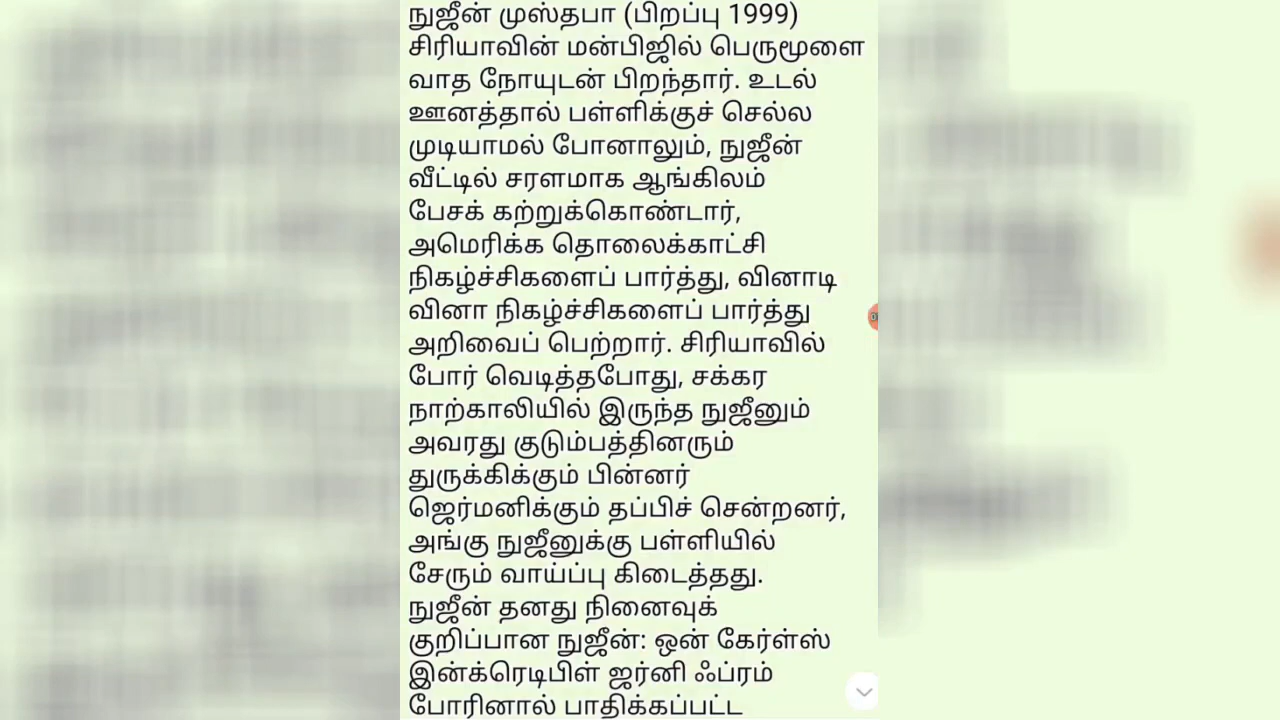 நுஜீன் முஸ்தபா (பிறப்பு 1999)
சிரியாவின் மன்பிஜில் பெருமூளை
வாத நோயுடன் பிறந்தார். உடல்
ஊனத்தால் பள்ளிக்குச் செல்ல
முடியாமல் போனாலும், நுஜீன்
வீட்டில் சரளமாக ஆங்கிலம்
பேசக் கற்றுக்கொண்டார்,
அமெரிக்க தொலைக்காட்சி
நிகழ்ச்சிகளைப் பார்த்து, வினாடி
வினா நிகழ்ச்சிகளைப் பார்த்து
அறிவைப் பெற்றார். சிரியாவில்
போர் வெடித்தபோது, சக்கர
நாற்காலியில் இருந்த நுஜீனும்
அவரது குடும்பத்தினரும்
துருக்கிக்கும் பின்னர்
ஜெர்மனிக்கும் தப்பிச் சென்றனர்,
அங்கு நுஜீனுக்கு பள்ளியில்
சேரும் வாய்ப்பு கிடைத்தது.
நுஜீன் தனது நினைவுக்
குறிப்பான நுஜீன்: ஒன் கேர்ள்ஸ்
இன்க்ரெடிபிள் ஜர்னி ஃப்ரம்
போரினால் பாதிக்கப்பட்ட